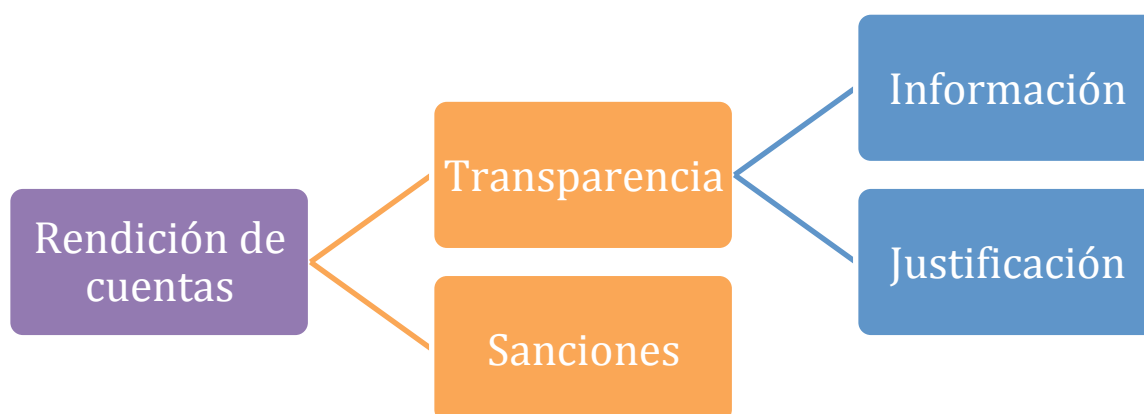 Rendición de
cuentas
Transparencia
Sanciones
Información
Justificación